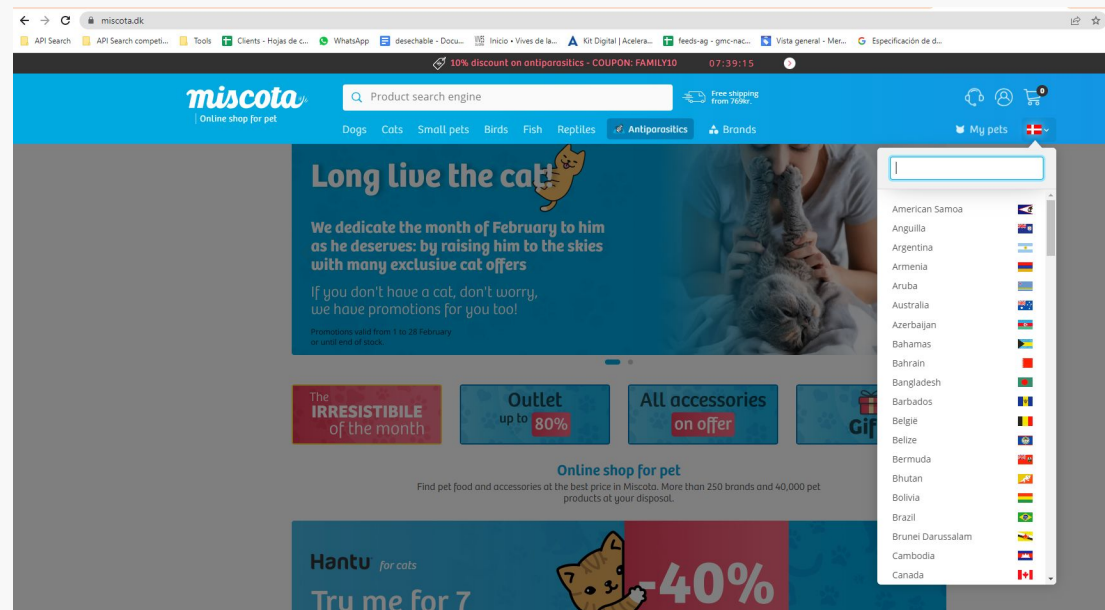 miscota.dk
API Search
API Search competi...
Tools
Clients - Hojas de c...
WhatsApp
desechable - Docu...
Inicio • Vives de la...
Kit Digital | Acelera...
feeds-ag - gmc-nac...
Vista general - Mer...
Especificación de d...
10% discount on antiparasitics - COUPON: FAMILY10
07:39:15
miscota
Online shop for pet
Product search engine
Free shipping
from 769kr.
0
Dogs
Cats
Small pets
Birds
Fish
Reptiles
Antiparasitics
Brands
My pets
Long live the cat!
We dedicate the month of February to him
as he deserves: by raising him to the skies
with many exclusive cat offers
If you don't have a cat, don't worry,
we have promotions for you too!
Promotions valid from 1 to 28 February
or until end of stock.
The
IRRESISTIBILE
of the month
Outlet
up to 80%
All accessories
on offer
Gif
Online shop for pet
Find pet food and accessories at the best price in Miscota. More than 250 brands and 40,000 pet
products at your disposal.
Hantu for cats
Try me for 7
-40%
American Samoa
Anguilla
Argentina
Armenia
Aruba
Australia
Azerbaijan
Bahamas
Bahrain
Bangladesh
Barbados
België
Belize
Bermuda
Bhutan
Bolivia
Brazil
Brunei Darussalam
Cambodia
Canada